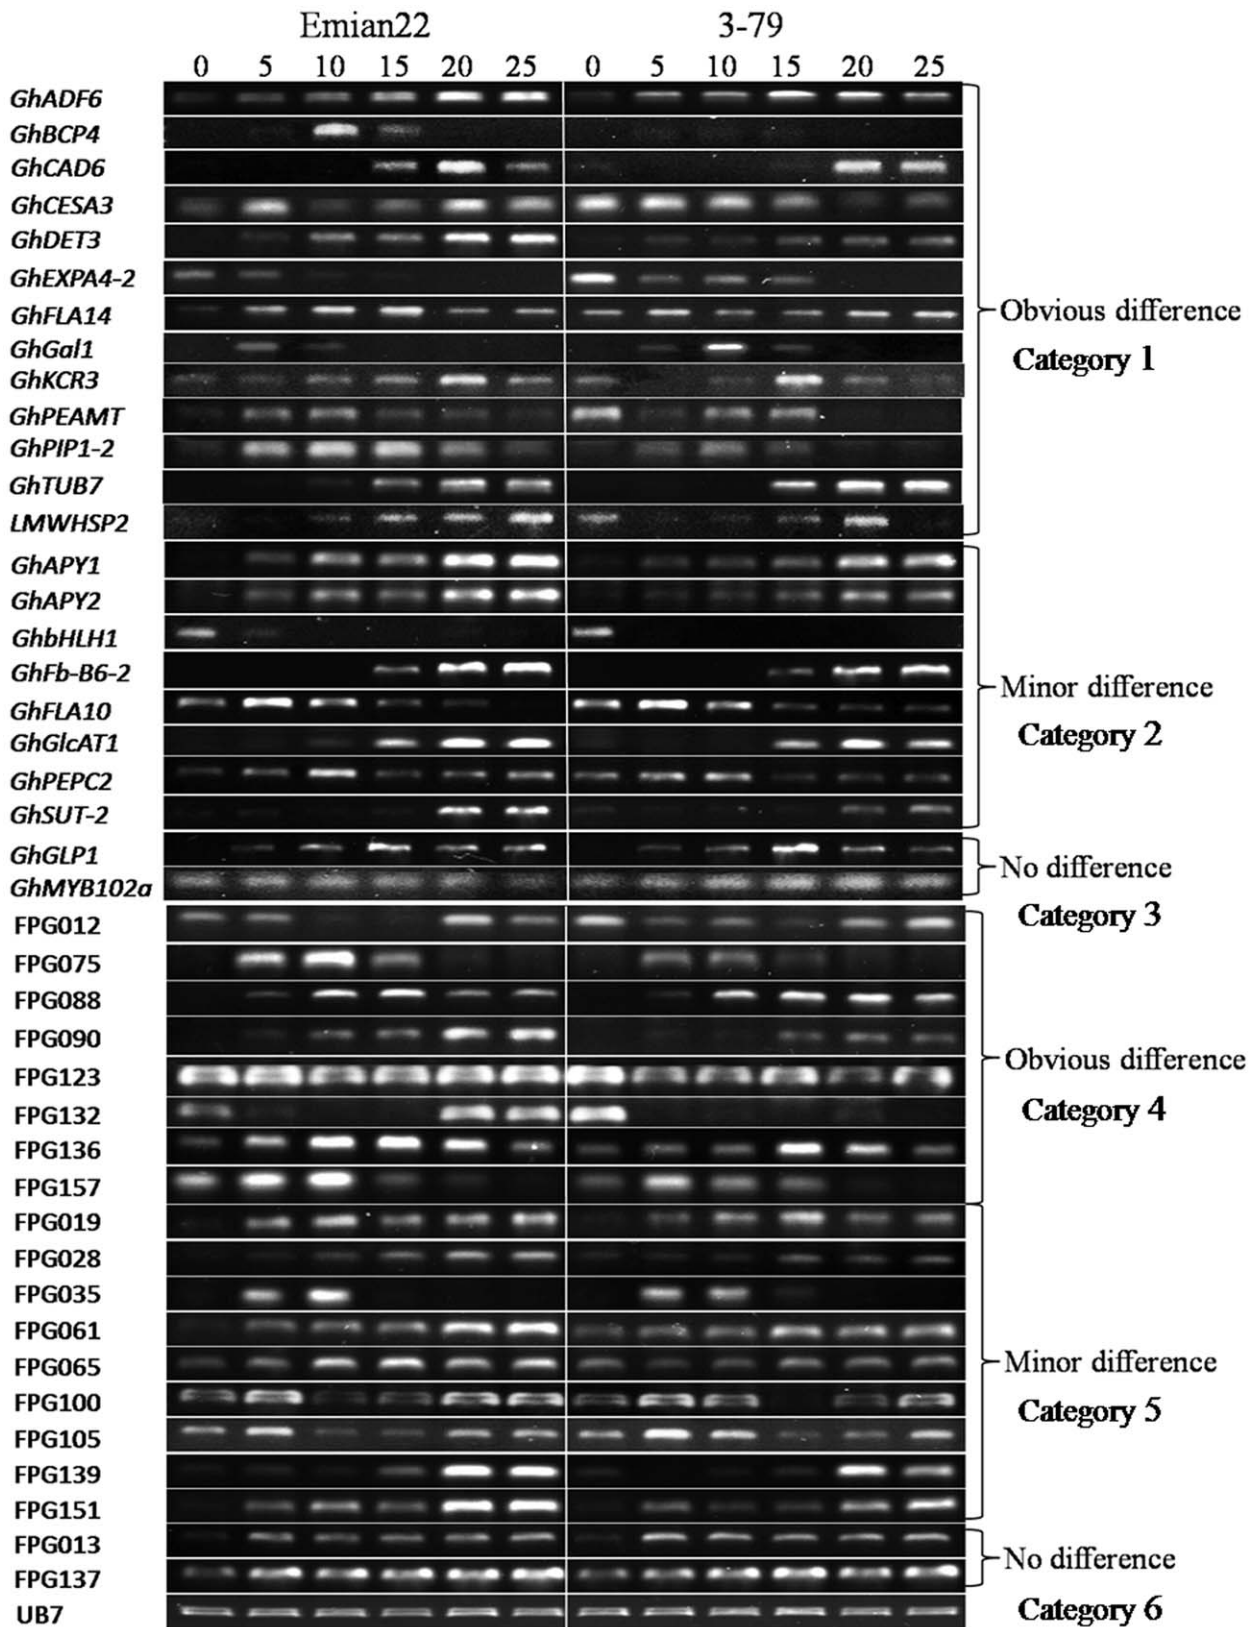 Emian22 3-79
0 5 10 15 20 25 0 5 10 15 20 25
GhADF6
GhBCP4
GhCAD6
GhCESA3
GhDET3
GhEXPA4-2
GhFLA14
Obvious difference
GhGal1
Category 1
GhKCR3
GhPEAMT
GhPIP1-2
GhTUB7
LMWHSP2
GhAPY1
GhAPY2
GhbHLH1
GhFb-B6-2
Minor difference
GhFLA10
Category 2
GhGlcAT1
GhPEPC2
GhSUT-2
GhGLP1
No difference
GhMYB102a
Category 3
FPG012
FPG075
FPG088
FPG090
Obvious difference
FPG123
Category 4
FPG132
FPG136
FPG157
FPG019
FPG028
FPG035
FPG061
FPG065
Minor difference
FPG100
Category 5
FPG105
FPG139
FPG151
FPG013
No difference
FPG137
Category 6
UB7